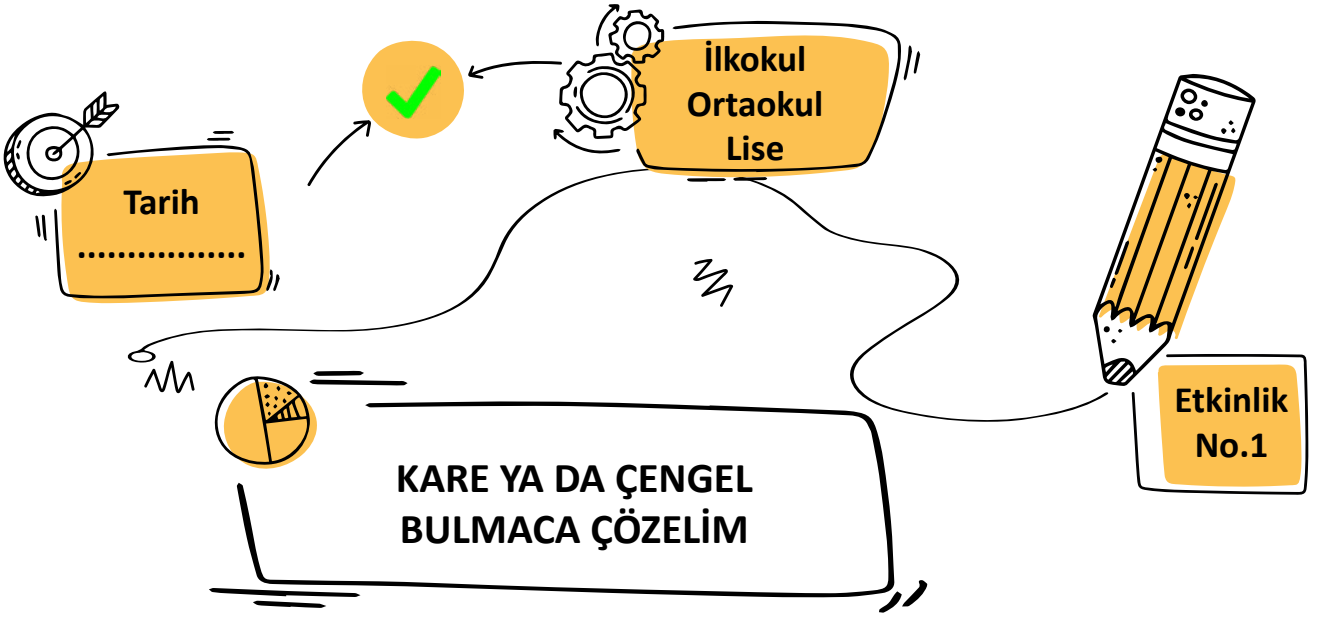 İlkokul
Ortaokul
Lise
Tarih
.................
Etkinlik
No.1
KARE YA DA ÇENGEL
BULMACA ÇÖZELİM